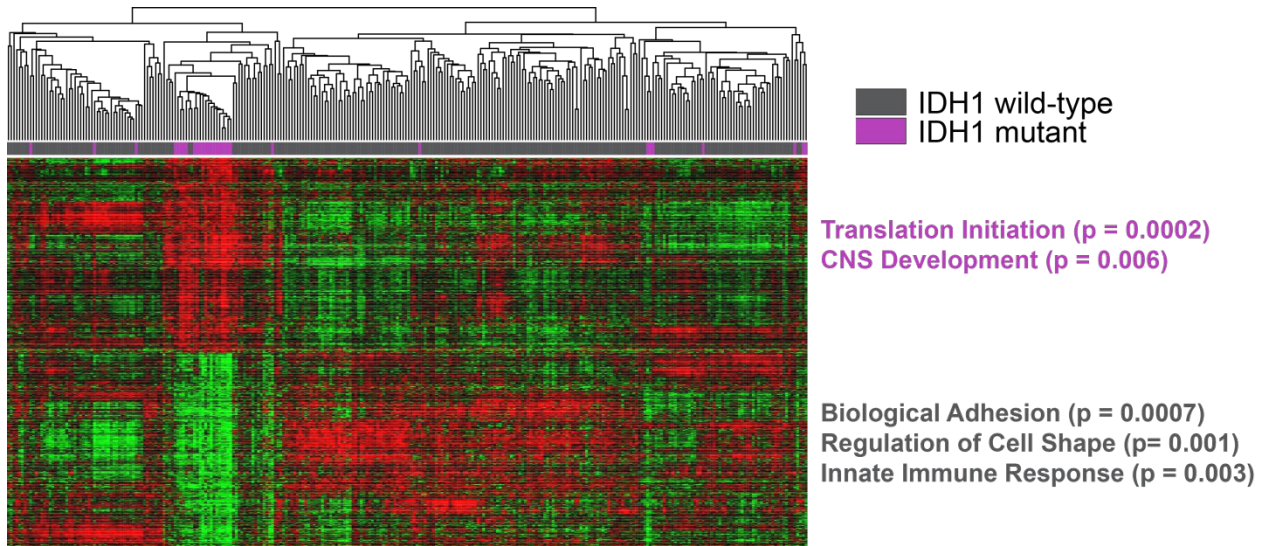 IDH1 wild-type
IDH1 mutant
Translation Initiation (p = 0.0002)
CNS Development (p = 0.006)
Biological Adhesion (p = 0.0007)
Regulation of Cell Shape (p= 0.001)
Innate Immune Response (p = 0.003)